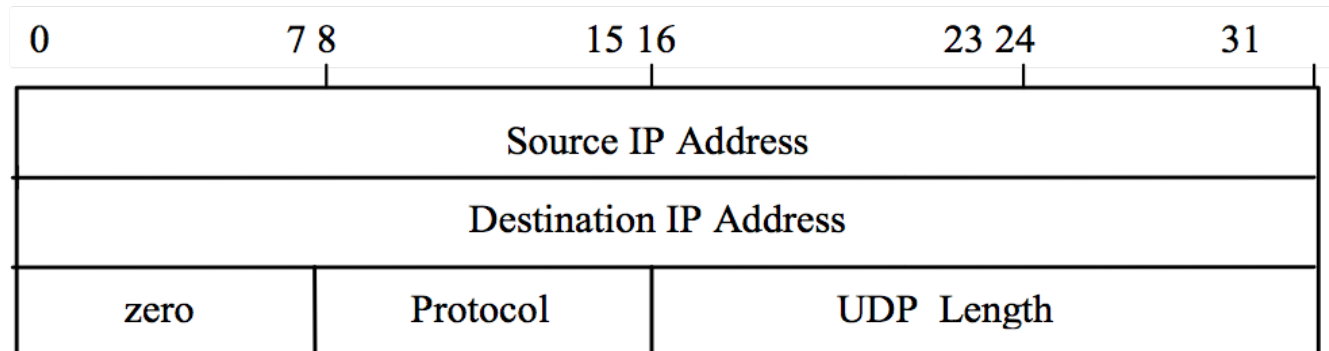 0 7 8 15 16 23 24 31
Source IP Address
Destination IP Address
zero Protocol UDP Length